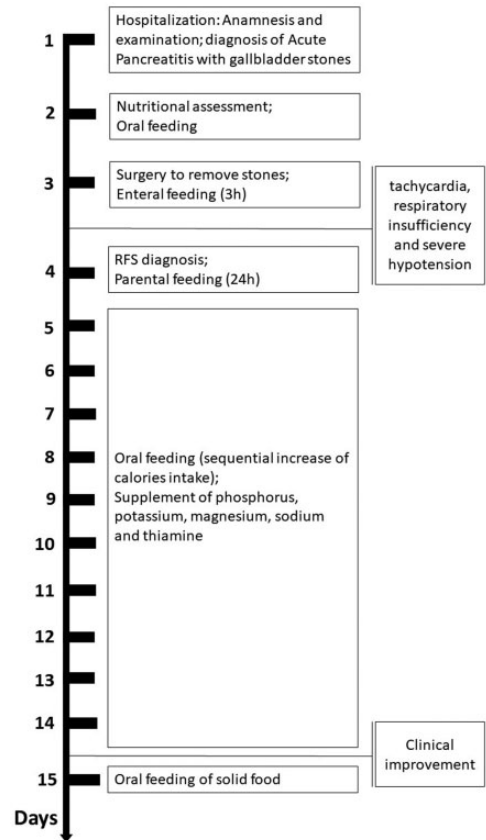 1
Hospitalization: Anamnesis and
examination; diagnosis of Acute
Pancreatitis with gallbladder stones
2
Nutritional assessment;
Oral feeding
3
Surgery to remove stones;
Enteral feeding (3h)
tachycardia,
respiratory
insufficiency
and severe
hypotension
4
RFS diagnosis;
Parental feeding (24h)
5
6
7
8
9
10
11
12
13
14
Oral feeding (sequential increase of
calories intake);
Supplement of phosphorus,
potassium, magnesium, sodium
and thiamine
Clinical
improvement
15
Oral feeding of solid food
Days